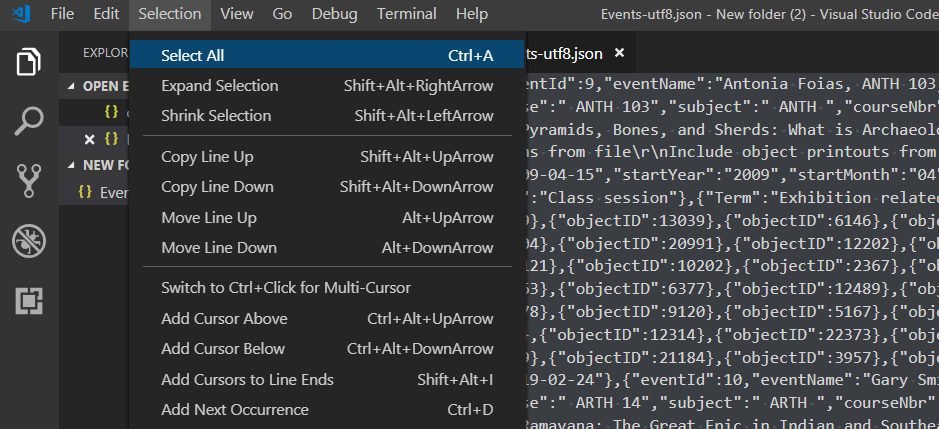 File Edit Selection View Go Debug Terminal Help Events-utf8.json - New folder (2) - Visual Studio Code
EXPLOR
OPEN E
NEW FO
{} Even
Select All Ctrl+A
Expand Selection Shift+Alt+RightArrow
Shrink Selection Shift+Alt+LeftArrow
Copy Line Up Shift+Alt+UpArrow
Copy Line Down Shift+Alt+DownArrow
Move Line Up Alt+UpArrow
Move Line Down Alt+DownArrow
Switch to Ctrl+Click for Multi-Cursor
Add Cursor Above Ctrl+Alt+UpArrow
Add Cursor Below Ctrl+Alt+DownArrow
Add Cursors to Line Ends Shift+Alt+I
Add Next Occurrence Ctrl+D
ts-utf8.json
entId":9,"eventName":"Antonia Foias, ANTH 103,
se":" ANTH 103","subject":" ANTH ","courseNbr"
Pyramids, Bones, and Sherds: What is Archaeol
ns from file\r\nInclude object printouts from
09-04-15","startYear":"2009","startMonth":"04"
:"Class session"},{"Term":"Exhibition related
},{"objectID":13039},{"objectID":6146},{"obje
04},{"objectID":20991},{"objectID":12202},{"o
121},{"objectID":10202},{"objectID":2367},{"o
53},{"objectID":6377},{"objectID":12489},{"ob
78},{"objectID":9120},{"objectID":5167},{"obj
,{"objectID":12314},{"objectID":22373},{"obj
9},{"objectID":21184},{"objectID":3957},{"obj
19-02-24"},{"eventId":10,"eventName":"Gary Smi
se":" ARTH 14","subject":" ARTH ","courseNbr"
Ramayana: The Great Epic in Indian and Southea